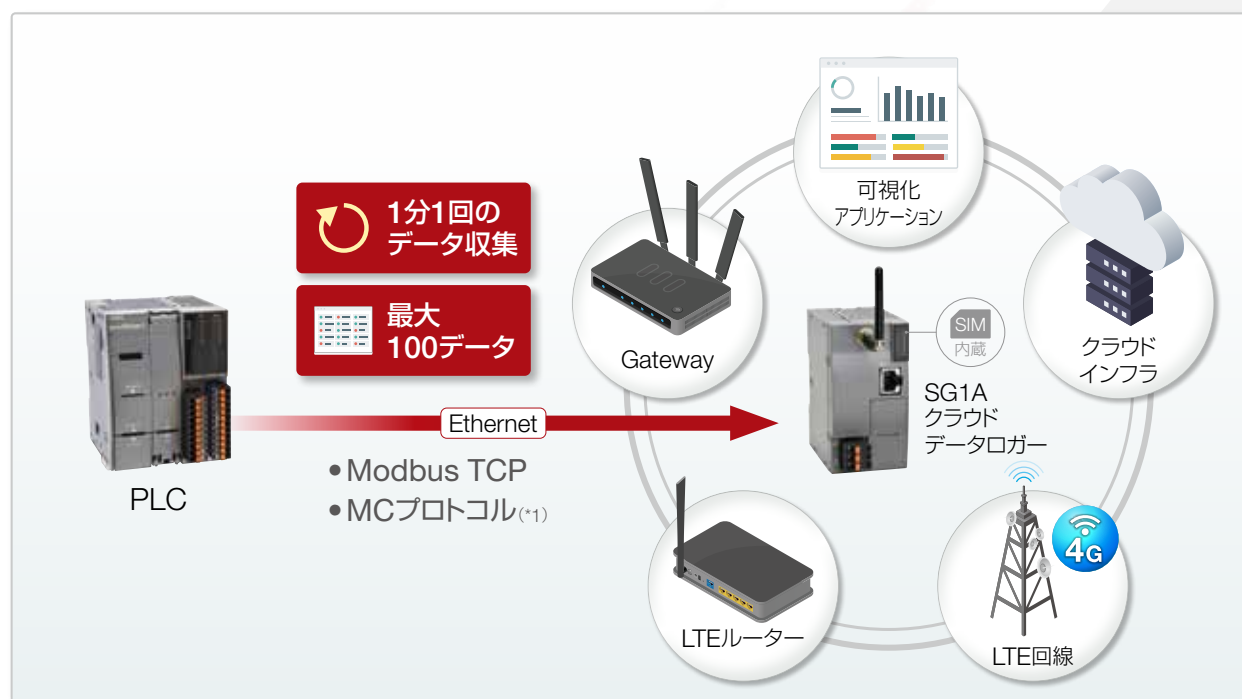 可視化
アプリケーション
1分1回の
データ収集
最大
100データ
Gateway
SIM
内蔵
クラウド
インフラ
SG1A
クラウド
データロガー
Ethernet
PLC
•Modbus TCP
•MCプロトコル(*1)
4G
LTEルーター
LTE回線